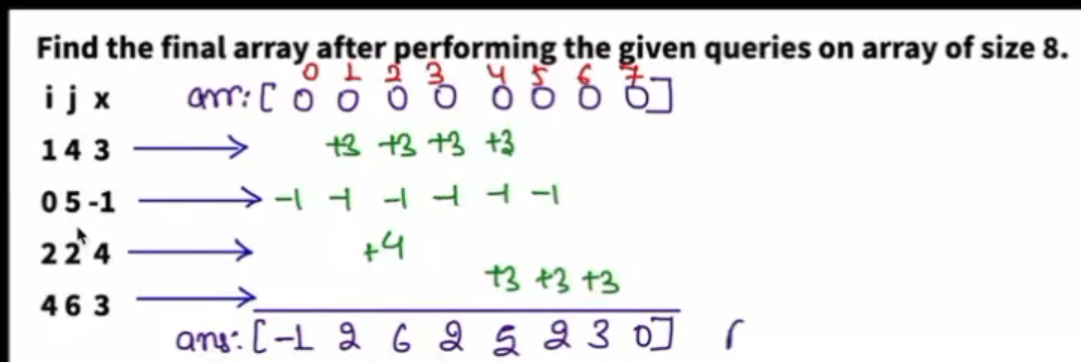 Find the final array after performing the given queries on array of size 8.
0 1 2 3 4 5 6 7
i j x arr: [ 0 0 0 0 0 0 0 0 ]
1 4 3 +3 +3 +3 +3
0 5 -1 -1 -1 -1 -1 -1 -1
2 2 4 +4
4 6 3 +3 +3 +3
ans: [ -1 2 6 2 5 2 3 0 ]